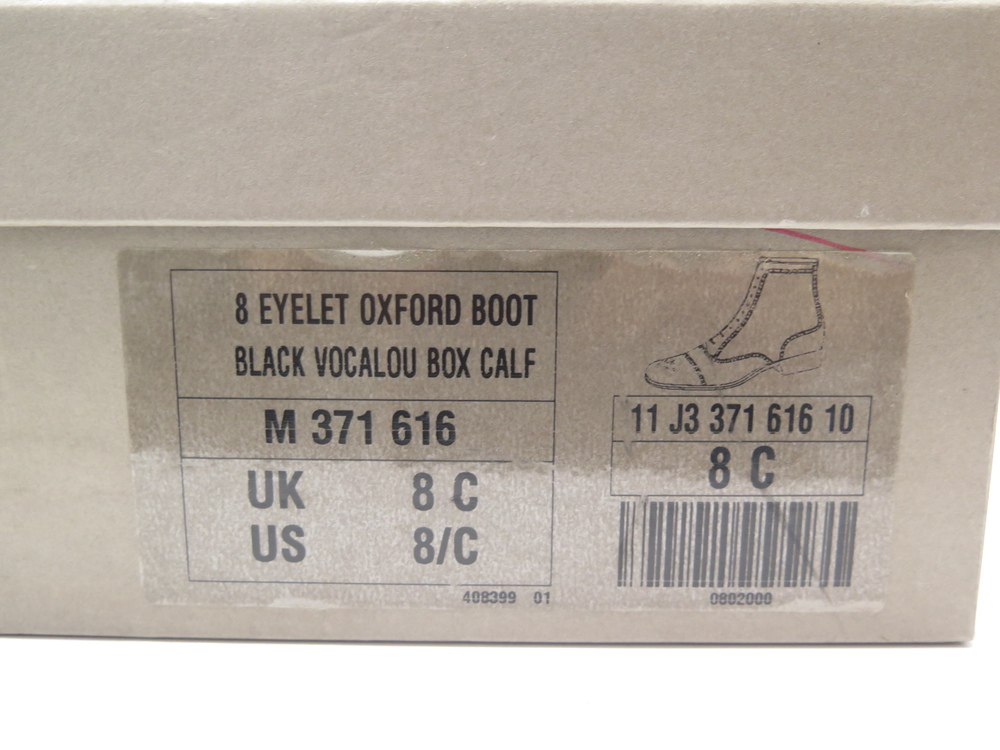 8 EYELET OXFORD BOOT
BLACK VOCALOU BOX CALF
M 371 616
UK 8 C
US 8/C
408399 01
11 J3 371 616 10
8 C
0802000